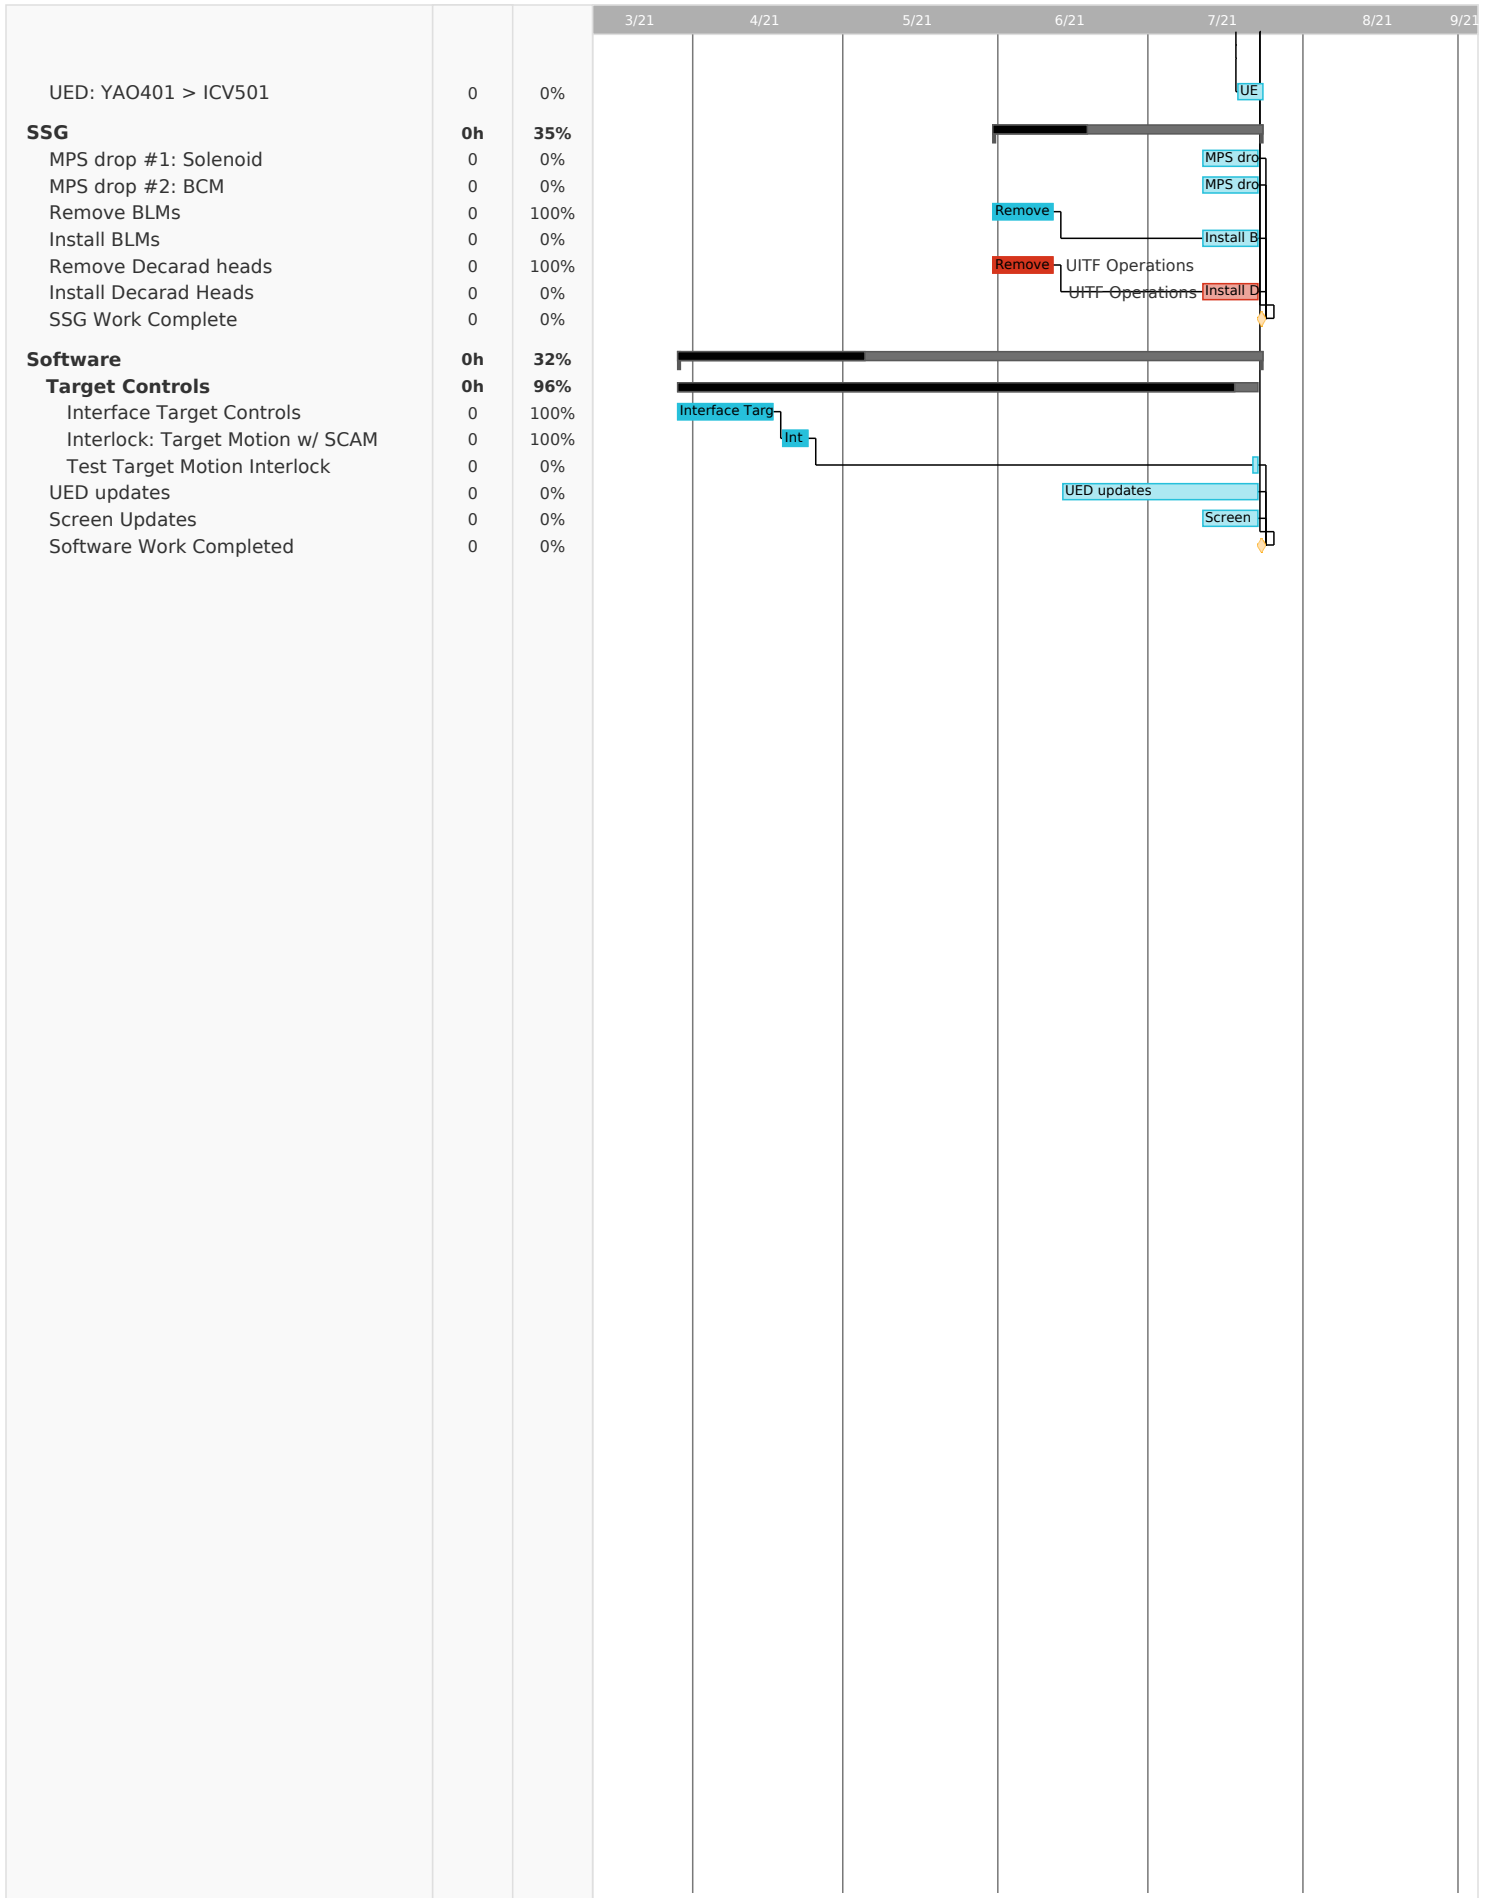 3/21 4/21 5/21 6/21 7/21 8/21 9/21
UED: YAO401 > ICV501 0 0% UE
SSG 0h 35%
MPS drop #1: Solenoid 0 0% MPS dro
MPS drop #2: BCM 0 0% MPS dro
Remove BLMs 0 100% Remove
Install BLMs 0 0% Install B
Remove Decarad heads 0 100% Remove UITF Operations
Install Decarad Heads 0 0% UITF Operations Install D
SSG Work Complete 0 0%
Software 0h 32%
Target Controls 0h 96%
Interface Target Controls 0 100% Interface Targ
Interlock: Target Motion w/ SCAM 0 100% Int
Test Target Motion Interlock 0 0%
UED updates 0 0% UED updates
Screen Updates 0 0% Screen
Software Work Completed 0 0%